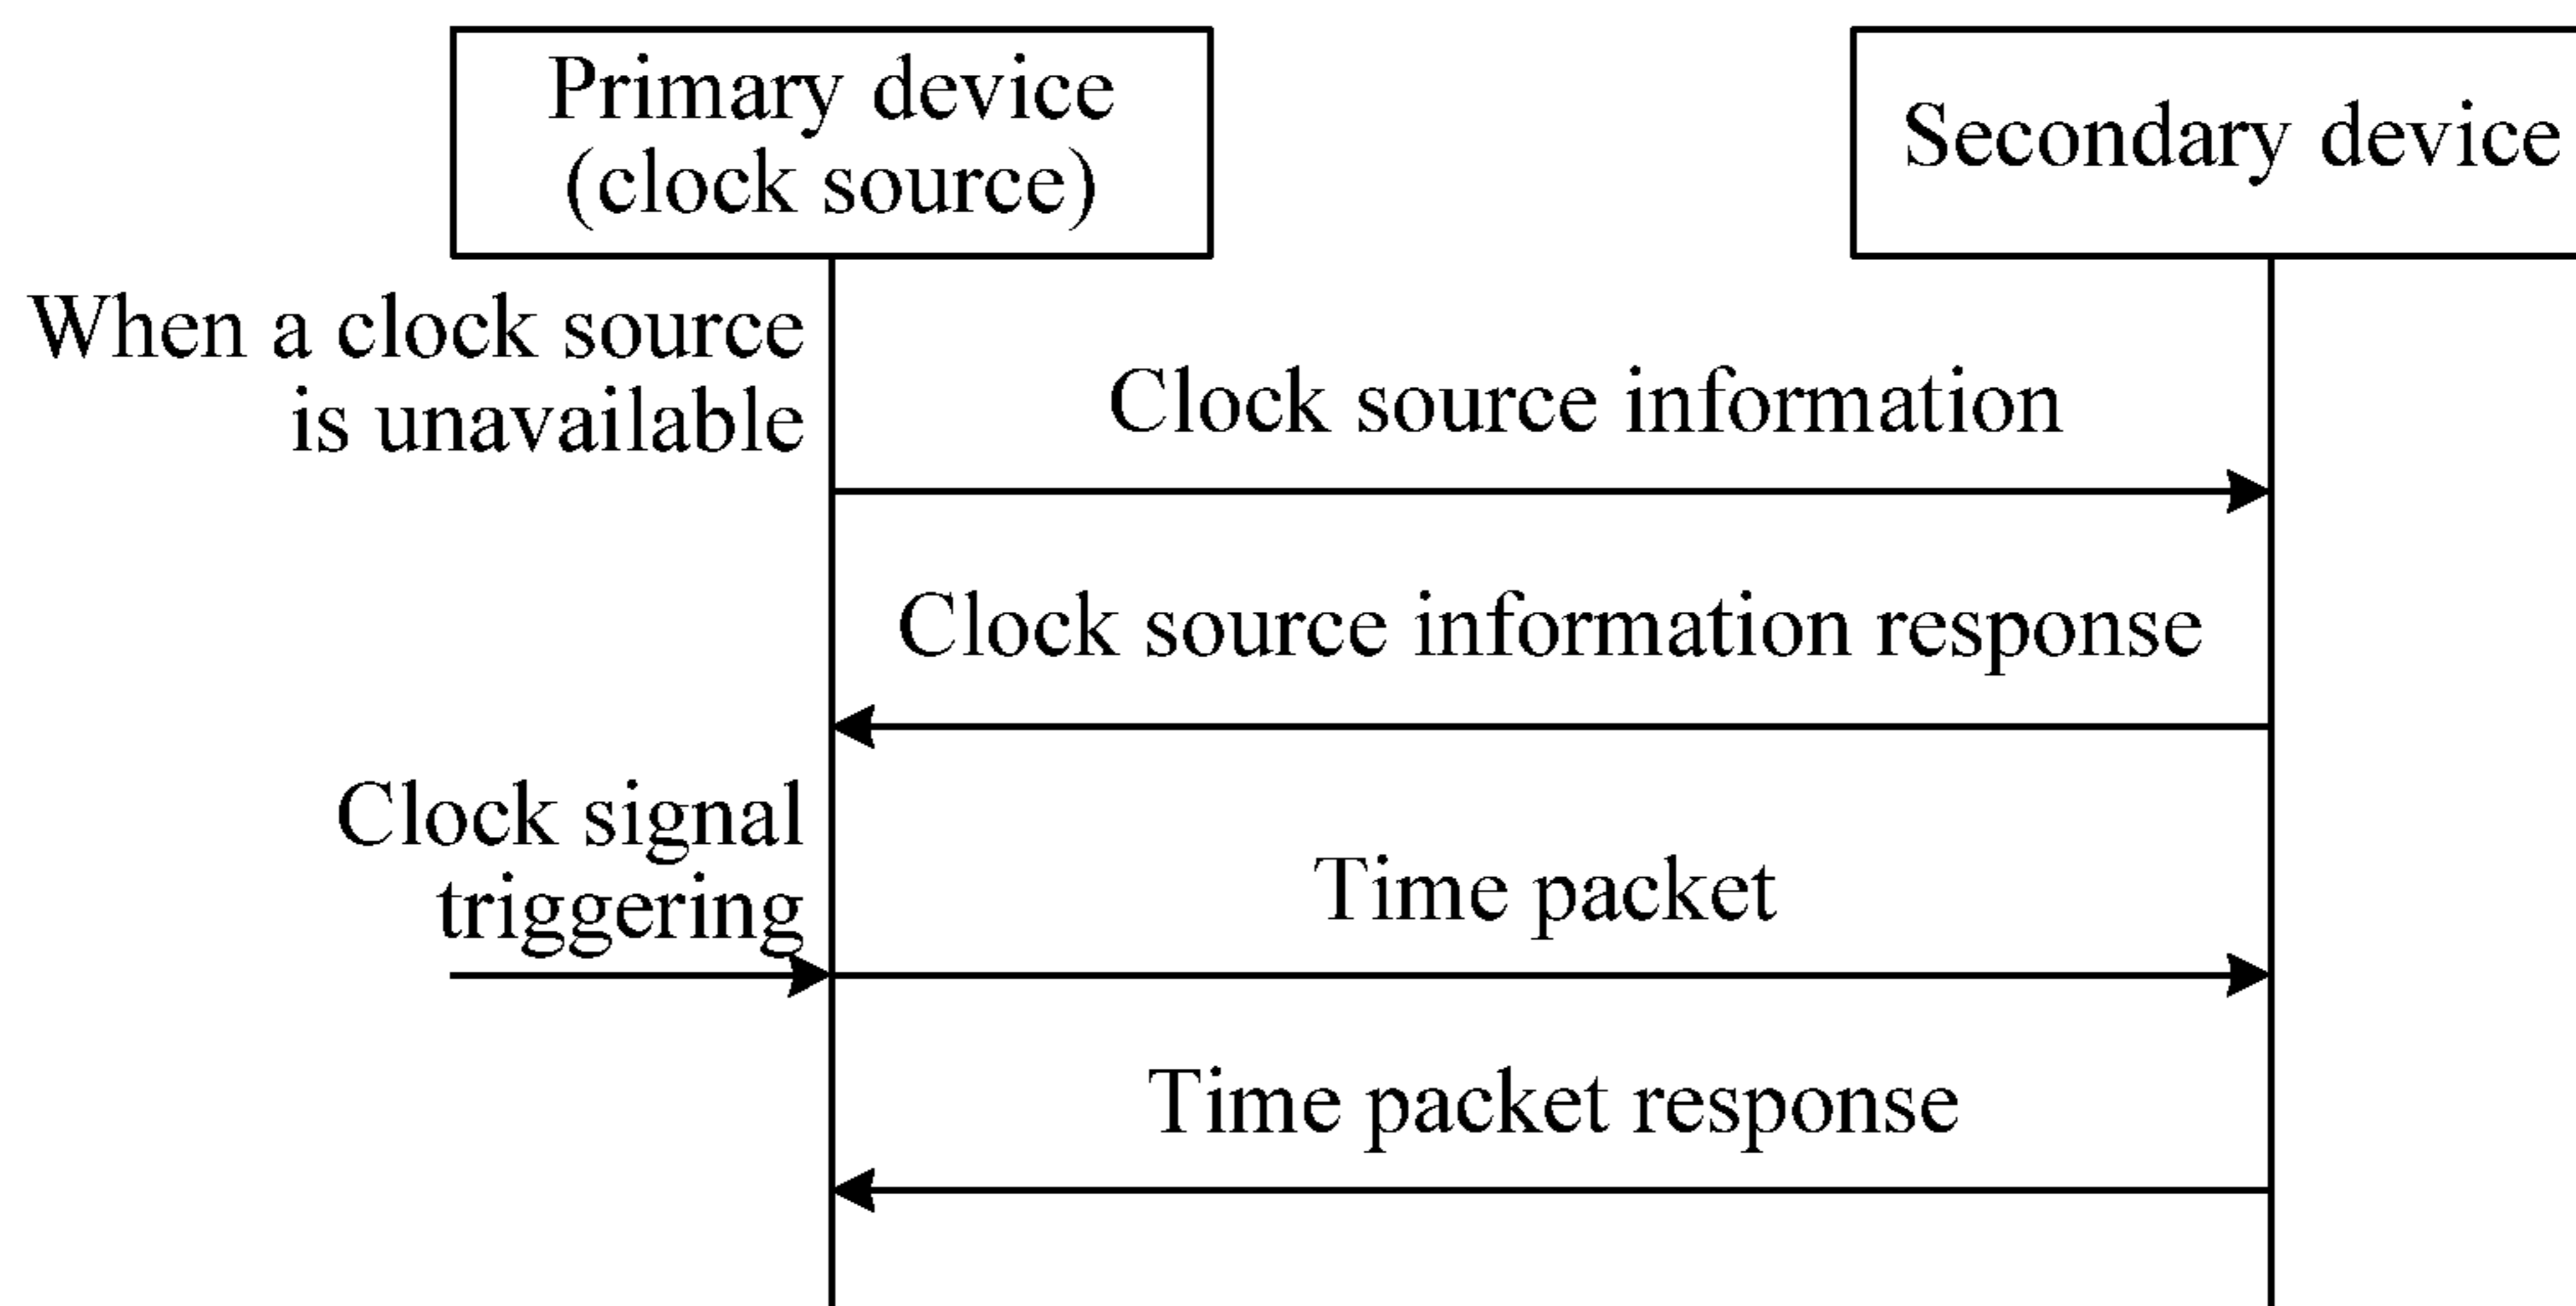 Primary device
(clock source)
Secondary device
When a clock source
is unavailable
Clock source information
Clock source information response
Clock signal
triggering
Time packet
Time packet response